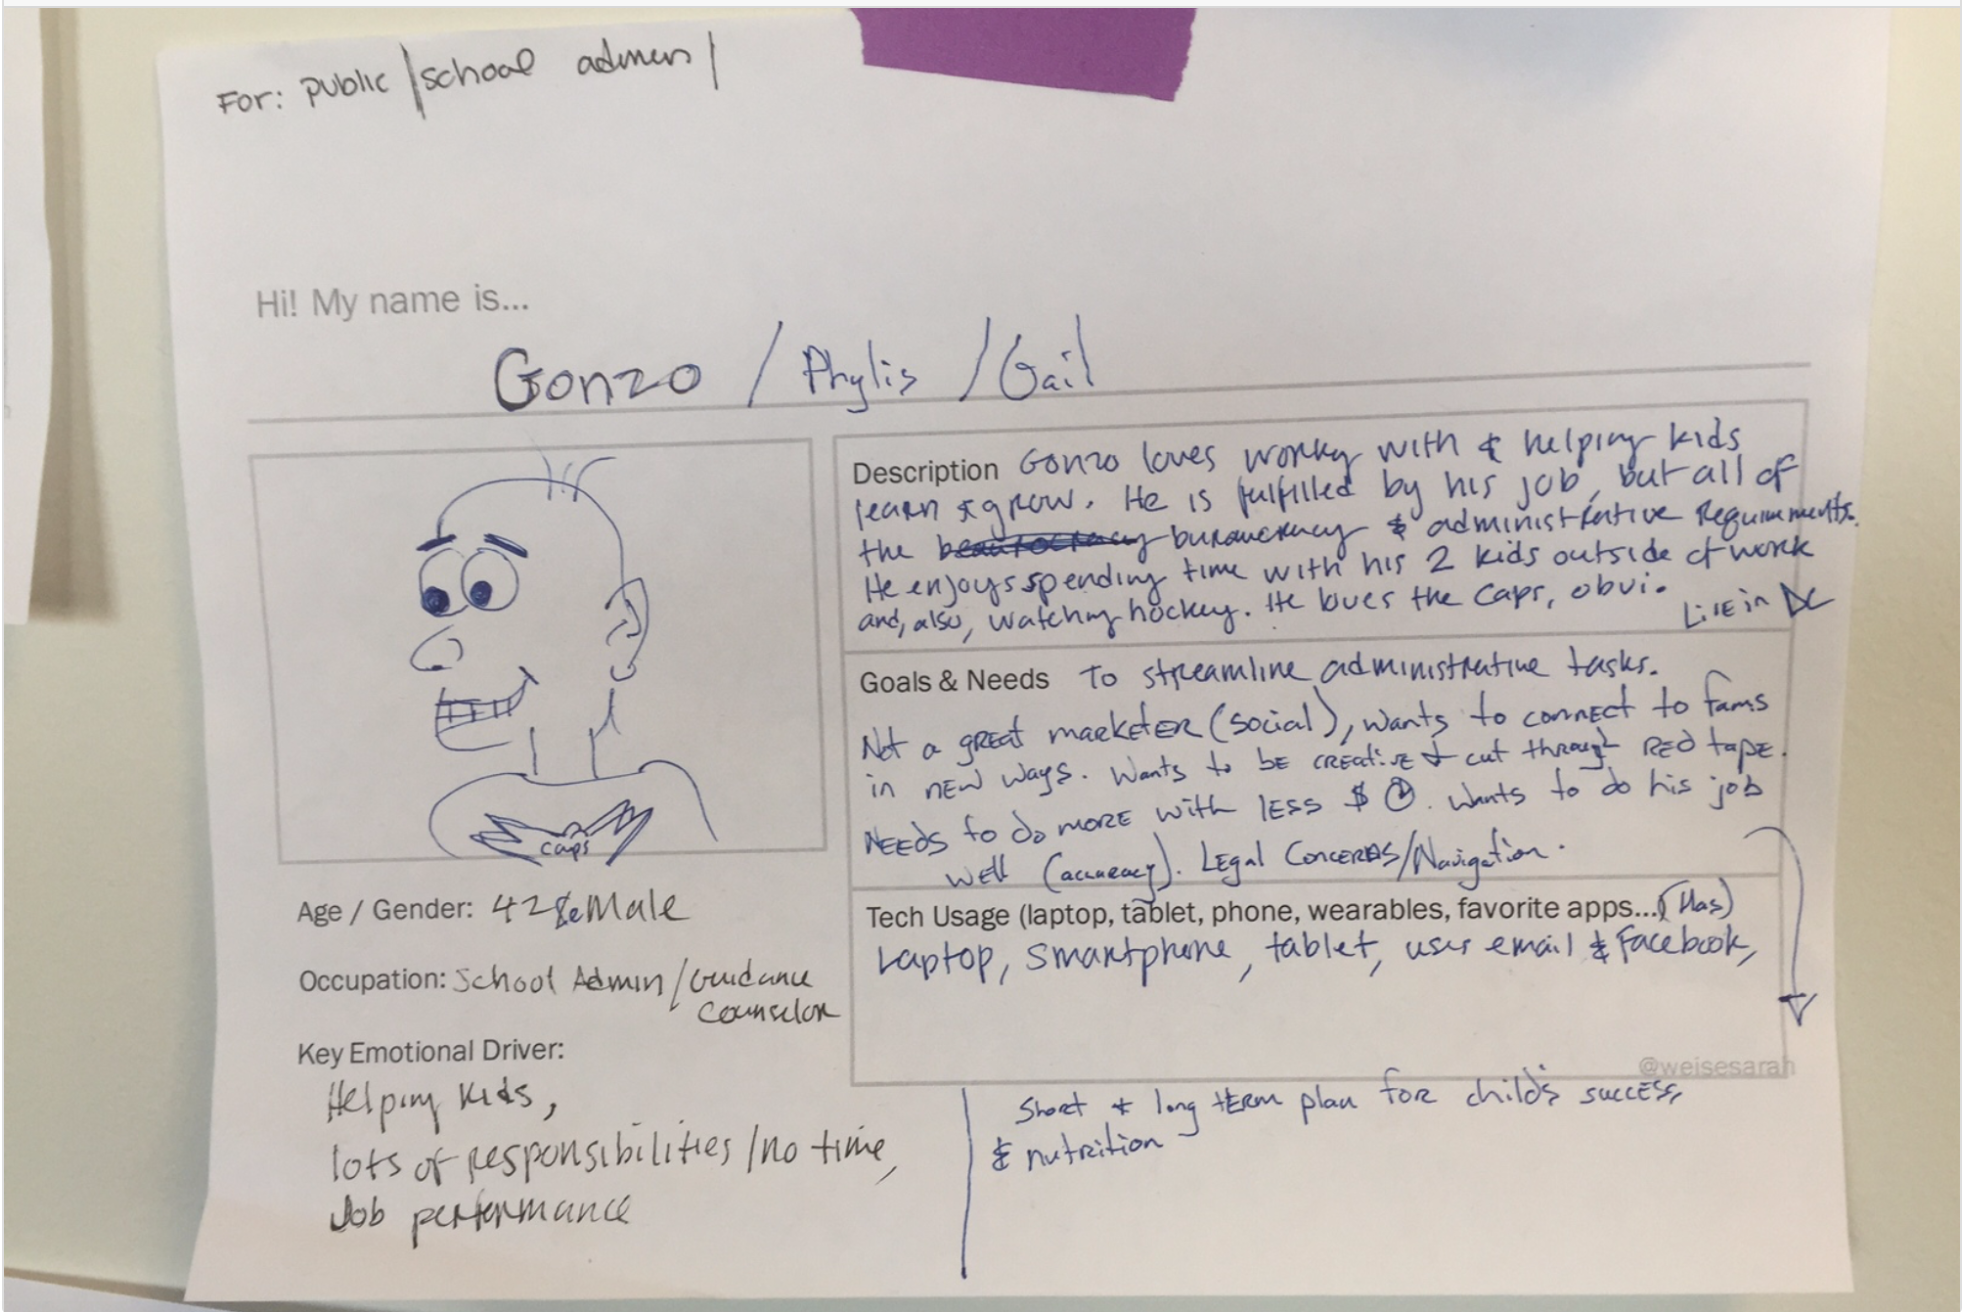 For: public | school admin |
Hi! My name is...
Gonzo / Phylis / Gail
Description Gonzo loves working with & helping kids
learn & grow. He is fulfilled by his job, but all of
the buraucracy & administrative Requirements.
He enjoys spending time with his 2 kids outside of work
and, also, watching hockey. He loves the Caps, obvi.
Live in DC
Goals & Needs To streamline administrative tasks.
Not a great marketer (social), wants to connect to fams
in new ways. Wants to be creative & cut through red tape.
Needs to do more with less $. Wants to do his job
well (accuracy). Legal Concerns/Navigation.
Tech Usage (laptop, tablet, phone, wearables, favorite apps... (Has)
Laptop, smartphone, tablet, uses email & Facebook,
@weisesarah
Short & long term plan for child's success,
& nutrition
caps
Age / Gender: 42 Male
Occupation: School Admin/Guidance
Counselor
Key Emotional Driver:
Helping kids,
lots of responsibilities/no time,
Job performance